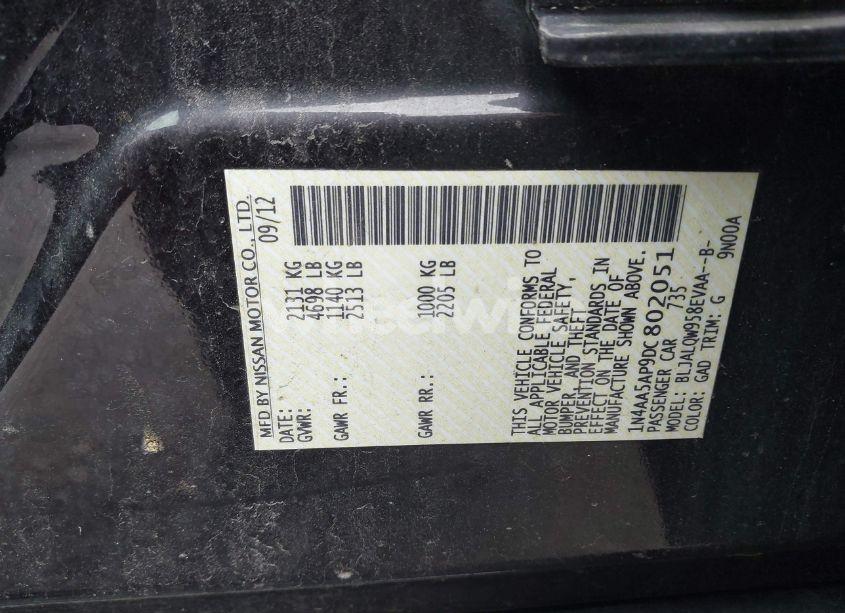 MFD BY NISSAN MOTOR CO., LTD.
DATE: 09/12
GVWR: 2131 KG
4698 LB
GAWR FR.: 1140 KG
2513 LB
GAWR RR.: 1000 KG
2205 LB
THIS VEHICLE CONFORMS TO
ALL APPLICABLE FEDERAL
MOTOR VEHICLE SAFETY,
BUMPER, AND THEFT
PREVENTION STANDARDS IN
EFFECT ON THE DATE OF
MANUFACTURE SHOWN ABOVE.
1N4AA5AP9DC802051
PASSENGER CAR 735
MODEL: BLJALQW958EVAA--B-
COLOR: GAD TRIM: G 9N00A